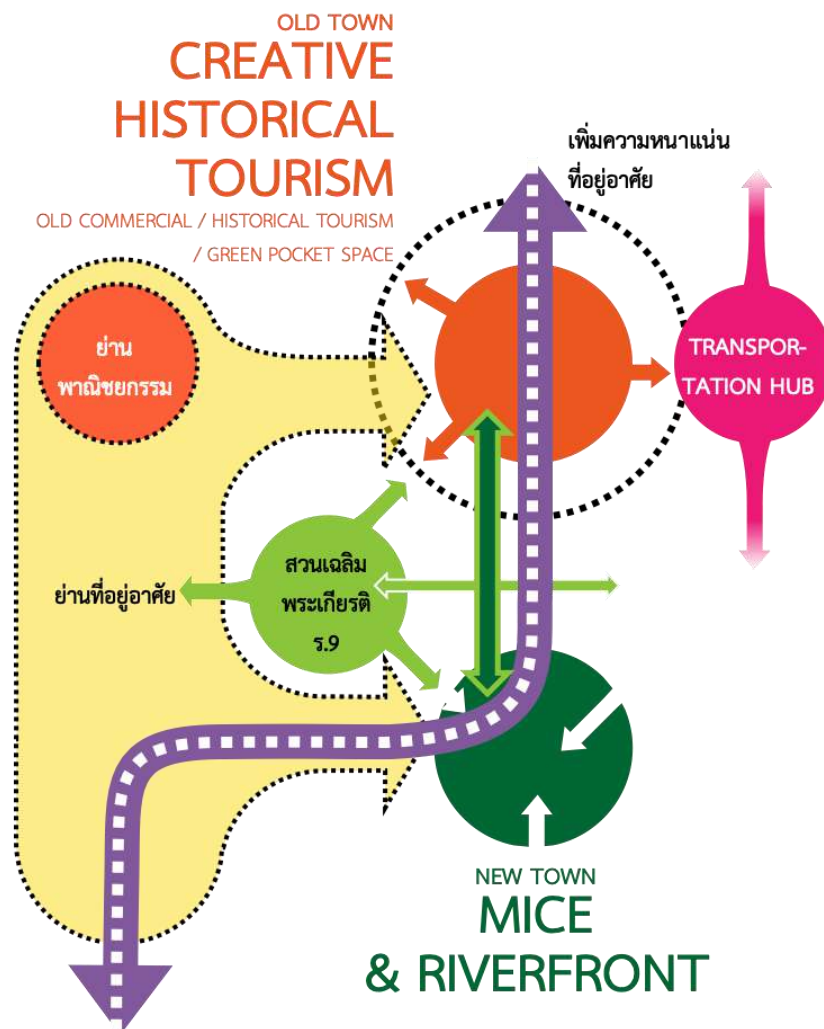 OLD TOWN
CREATIVE
HISTORICAL
TOURISM
OLD COMMERCIAL / HISTORICAL TOURISM
/ GREEN POCKET SPACE
เพิ่มความหนาแน่น
ที่อยู่อาศัย
ย่าน
พาณิชยกรรม
TRANSPOR-
TATION HUB
ย่านที่อยู่อาศัย
สวนเฉลิม
พระเกียรติ
ร.9
NEW TOWN
MICE
& RIVERFRONT